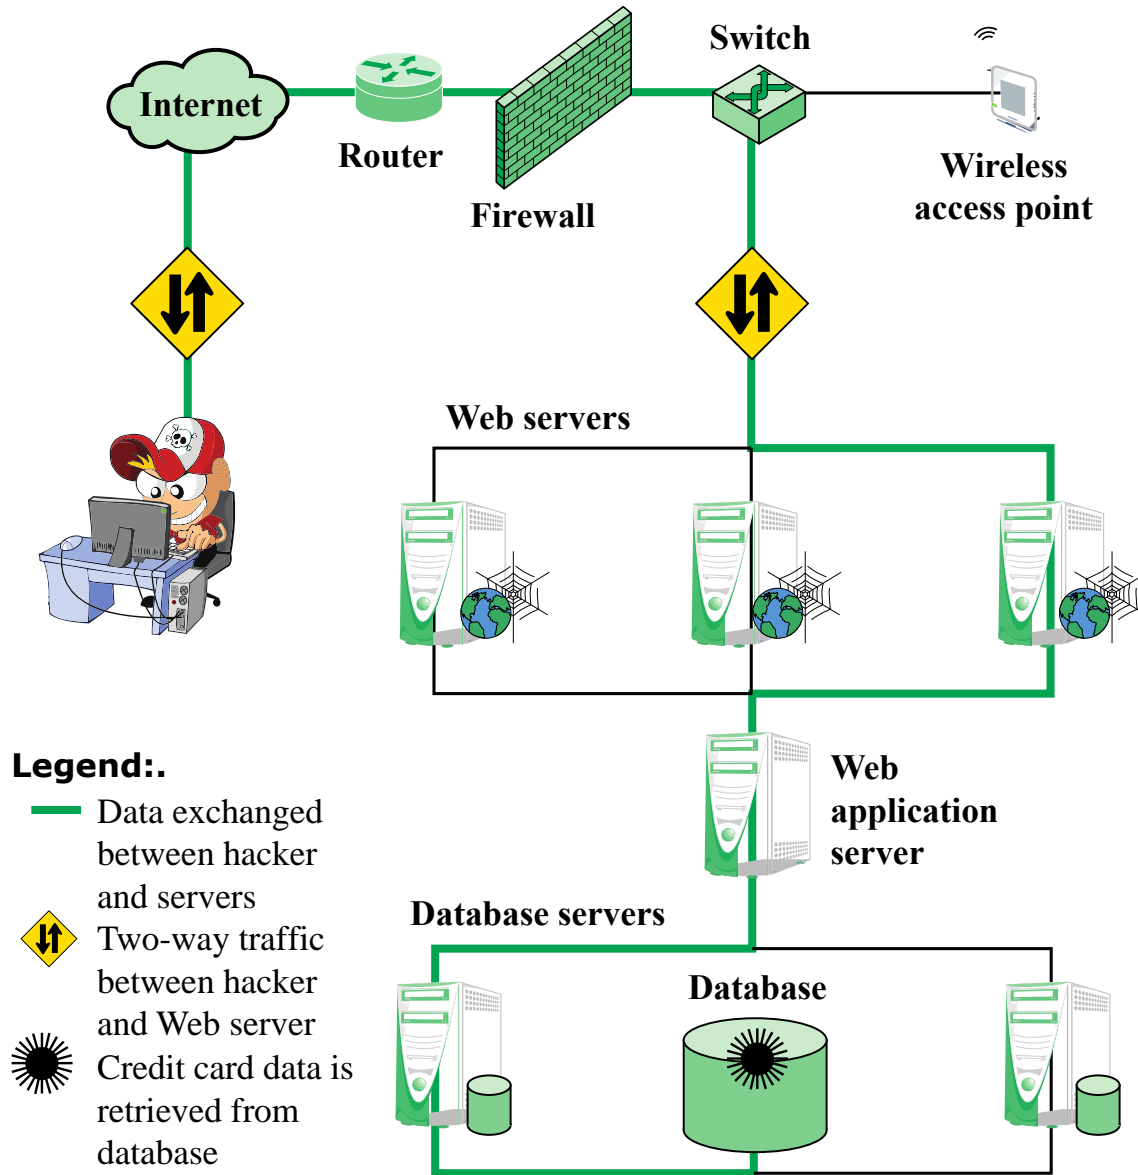 Switch
Internet
Router
Wireless
access point
Firewall
Web servers
Web
application
server
Legend:.
Data exchanged
between hacker
and servers
Two-way traffic
between hacker
and Web server
Credit card data is
retrieved from
database
Database servers
Database